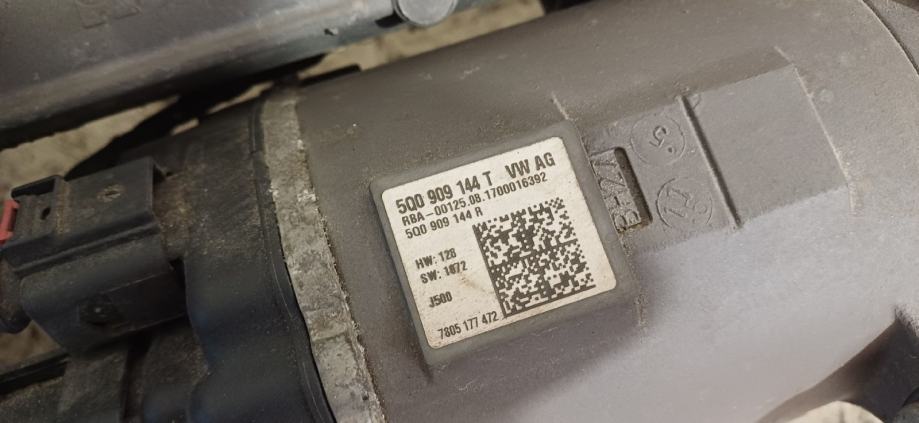 5Q0 909 144 T VW AG
RBA-00125.08.1700016392
5Q0 909 144 R
HW: 128
SW: 1872
J500
7805 177 472